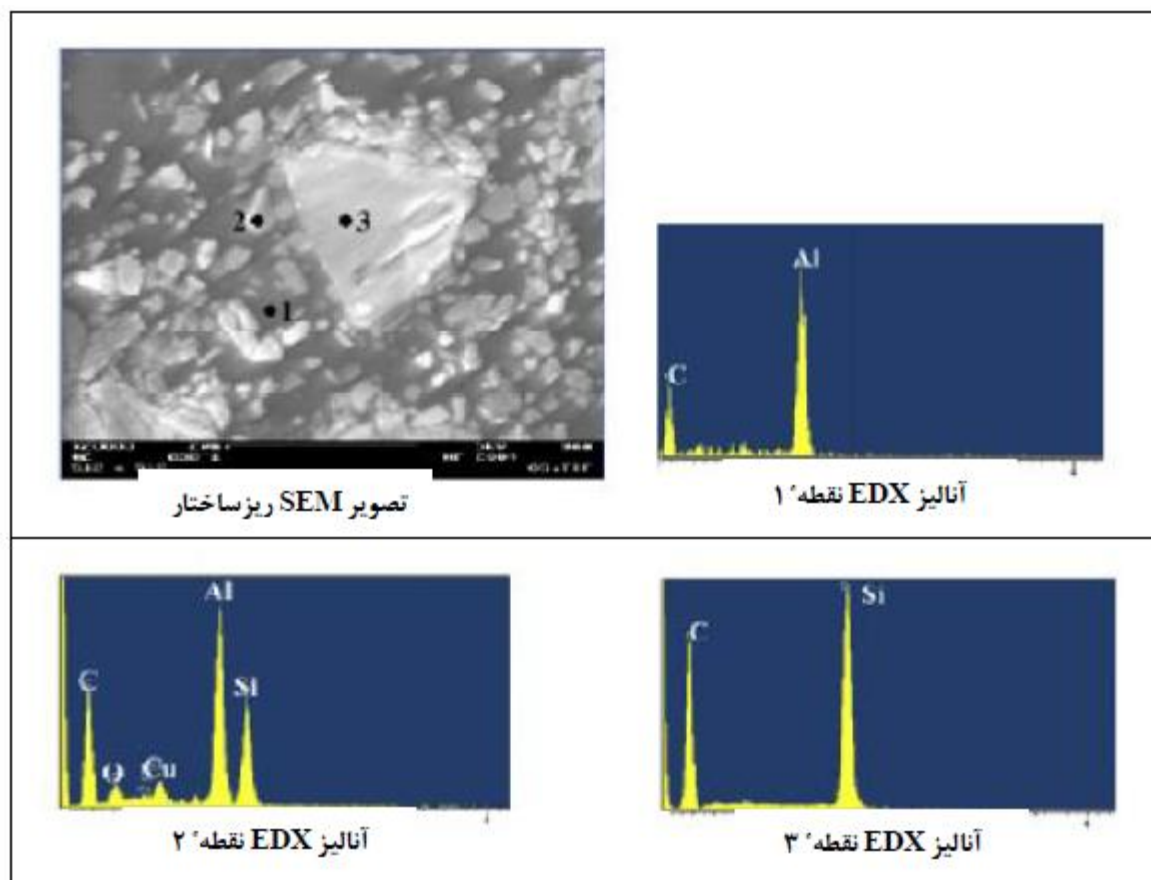 2
3
1
تصویر SEM ریزساختار
Al
C
آنالیز EDX نقطهٔ ۱
Al
C
Si
O
Cu
آنالیز EDX نقطهٔ ۲
Si
C
آنالیز EDX نقطهٔ ۳